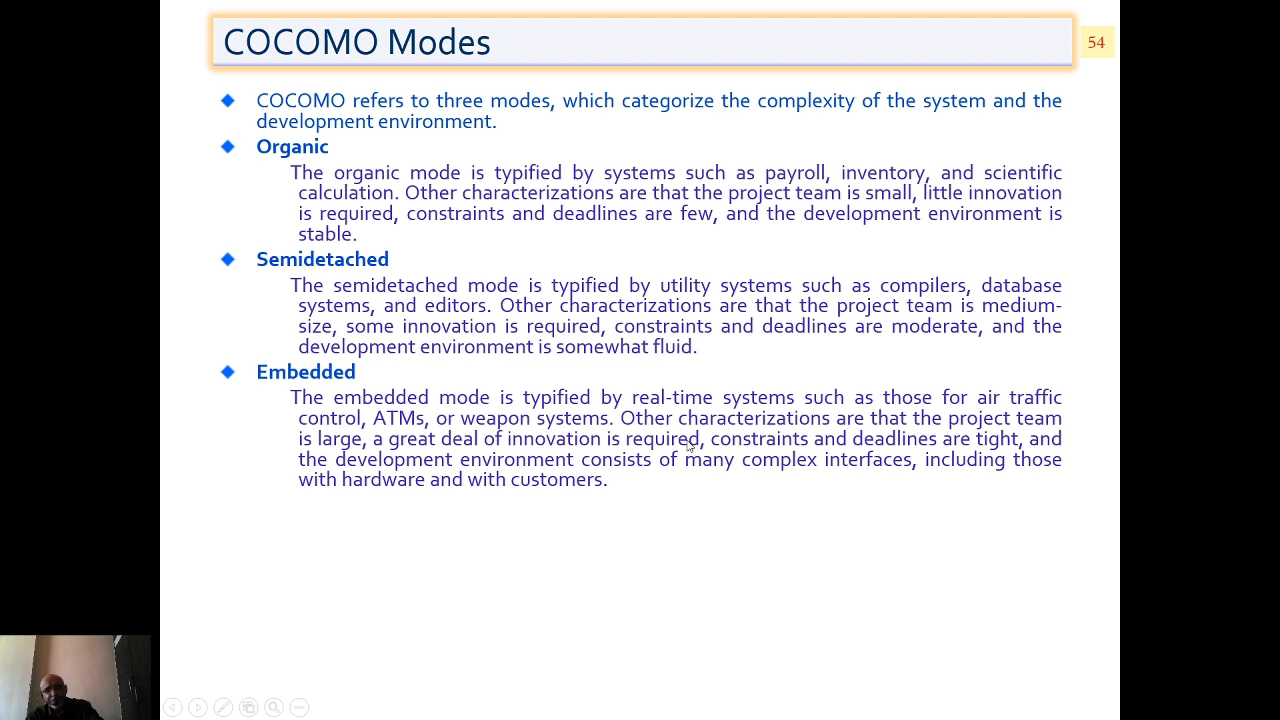 COCOMO Modes
54
COCOMO refers to three modes, which categorize the complexity of the system and the
development environment.
Organic
The organic mode is typified by systems such as payroll, inventory, and scientific
calculation. Other characterizations are that the project team is small, little innovation
is required, constraints and deadlines are few, and the development environment is
stable.
Semidetached
The semidetached mode is typified by utility systems such as compilers, database
systems, and editors. Other characterizations are that the project team is medium-
size, some innovation is required, constraints and deadlines are moderate, and the
development environment is somewhat fluid.
Embedded
The embedded mode is typified by real-time systems such as those for air traffic
control, ATMs, or weapon systems. Other characterizations are that the project team
is large, a great deal of innovation is required, constraints and deadlines are tight, and
the development environment consists of many complex interfaces, including those
with hardware and with customers.